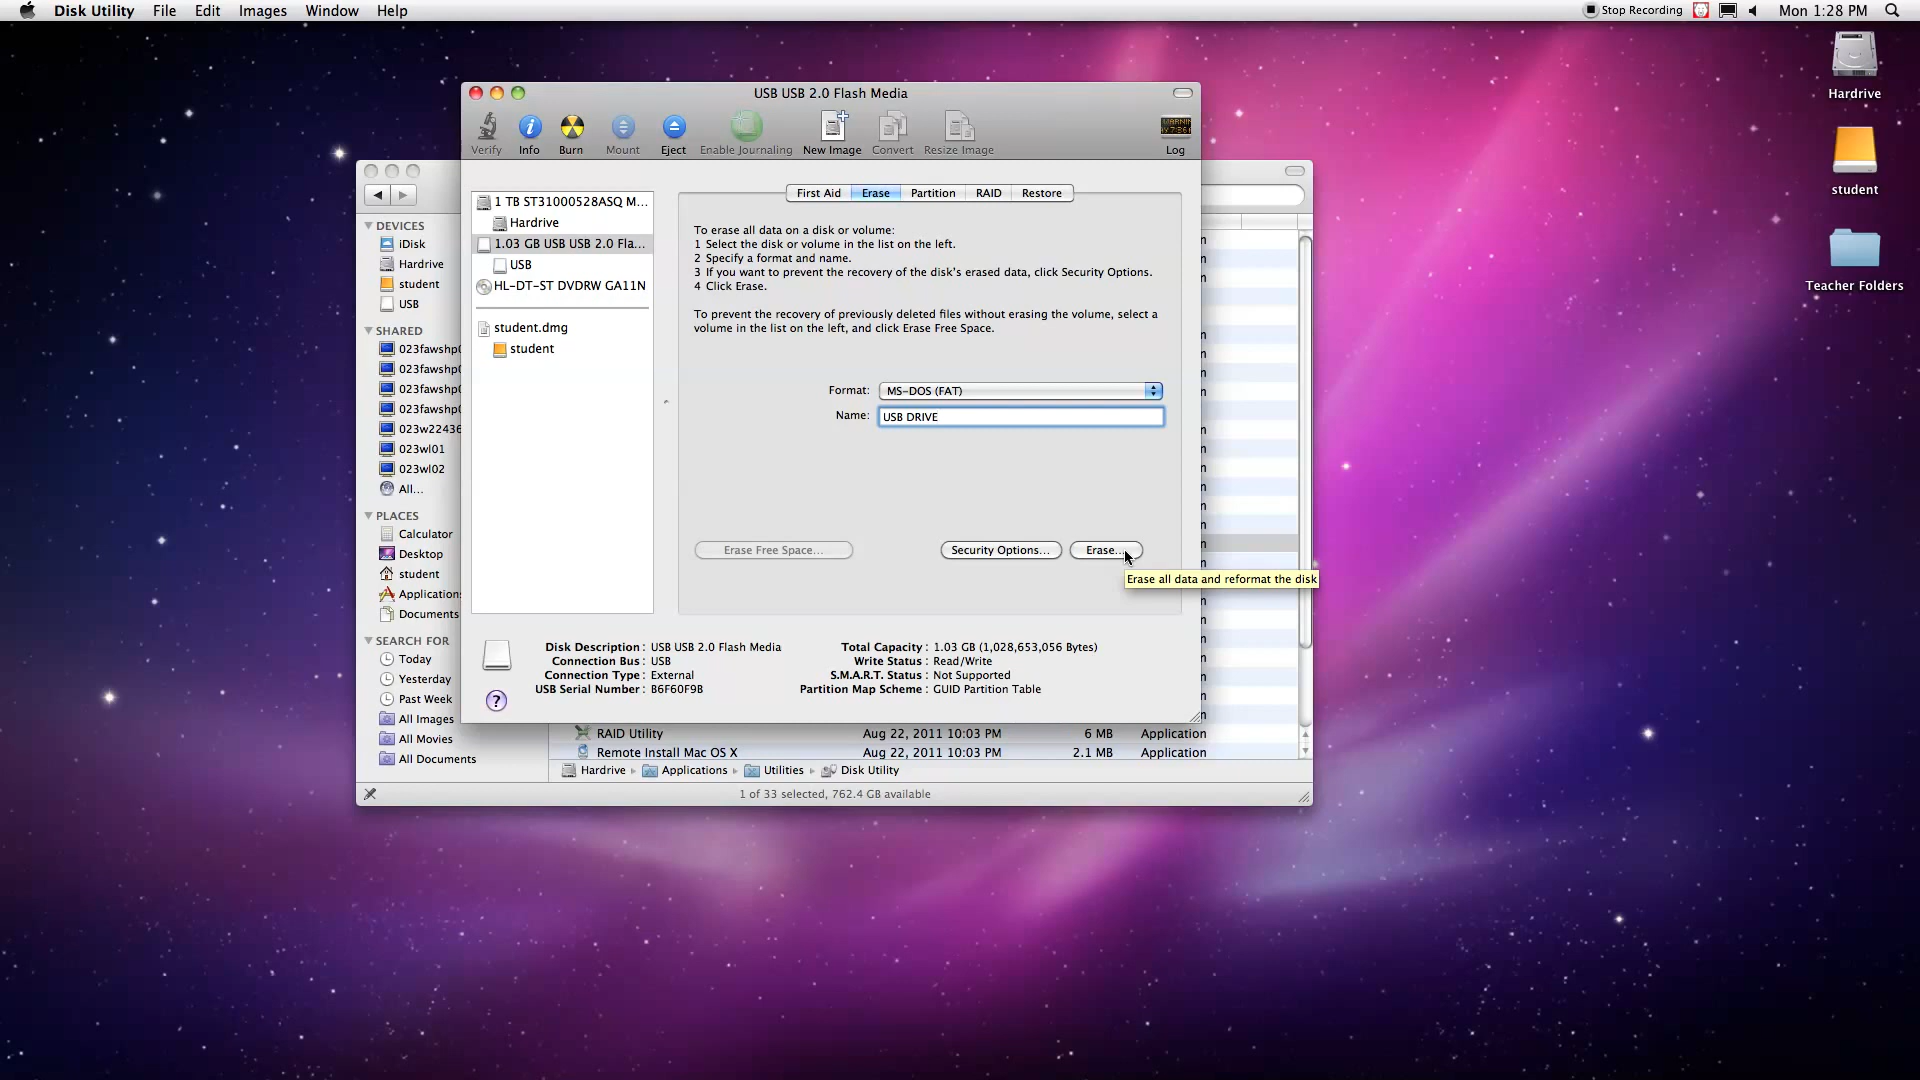 Disk Utility File Edit Images Window Help
Stop Recording Mon 1:28 PM
Hardrive
student
Teacher Folders
USB USB 2.0 Flash Media
Verify Info Burn Mount Eject Enable Journaling New Image Convert Resize Image Log
1 TB ST31000528ASQ M...
Hardrive
1.03 GB USB USB 2.0 Fla...
USB
HL-DT-ST DVDRW GA11N
student.dmg
student
First Aid Erase Partition RAID Restore
To erase all data on a disk or volume:
1 Select the disk or volume in the list on the left.
2 Specify a format and name.
3 If you want to prevent the recovery of the disk's erased data, click Security Options.
4 Click Erase.
To prevent the recovery of previously deleted files without erasing the volume, select a
volume in the list on the left, and click Erase Free Space.
Format: MS-DOS (FAT)
Name: USB DRIVE
Erase Free Space... Security Options... Erase...
Erase all data and reformat the disk
Disk Description : USB USB 2.0 Flash Media
Connection Bus : USB
Connection Type : External
USB Serial Number : B6F60F9B
Total Capacity : 1.03 GB (1,028,653,056 Bytes)
Write Status : Read/Write
S.M.A.R.T. Status : Not Supported
Partition Map Scheme : GUID Partition Table
?
DEVICES
iDisk
Hardrive
student
USB
SHARED
023fawshp
023fawshp
023fawshp
023fawshp
023w22436
023wl01
023wl02
All...
PLACES
Calculator
Desktop
student
Applications
Documents
SEARCH FOR
Today
Yesterday
Past Week
All Images
All Movies
All Documents
RAID Utility Aug 22, 2011 10:03 PM 6 MB Application
Remote Install Mac OS X Aug 22, 2011 10:03 PM 2.1 MB Application
Hardrive Applications Utilities Disk Utility
1 of 33 selected, 762.4 GB available